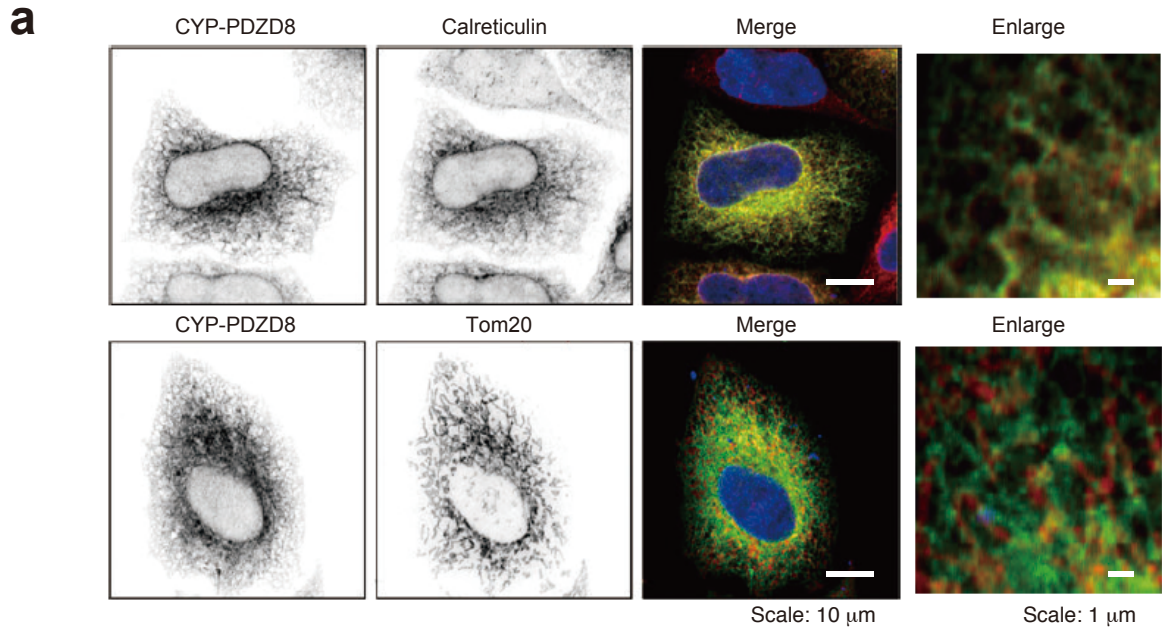 a
CYP-PDZD8 Calreticulin Merge Enlarge
CYP-PDZD8 Tom20 Merge Enlarge
Scale: 10 μm Scale: 1 μm